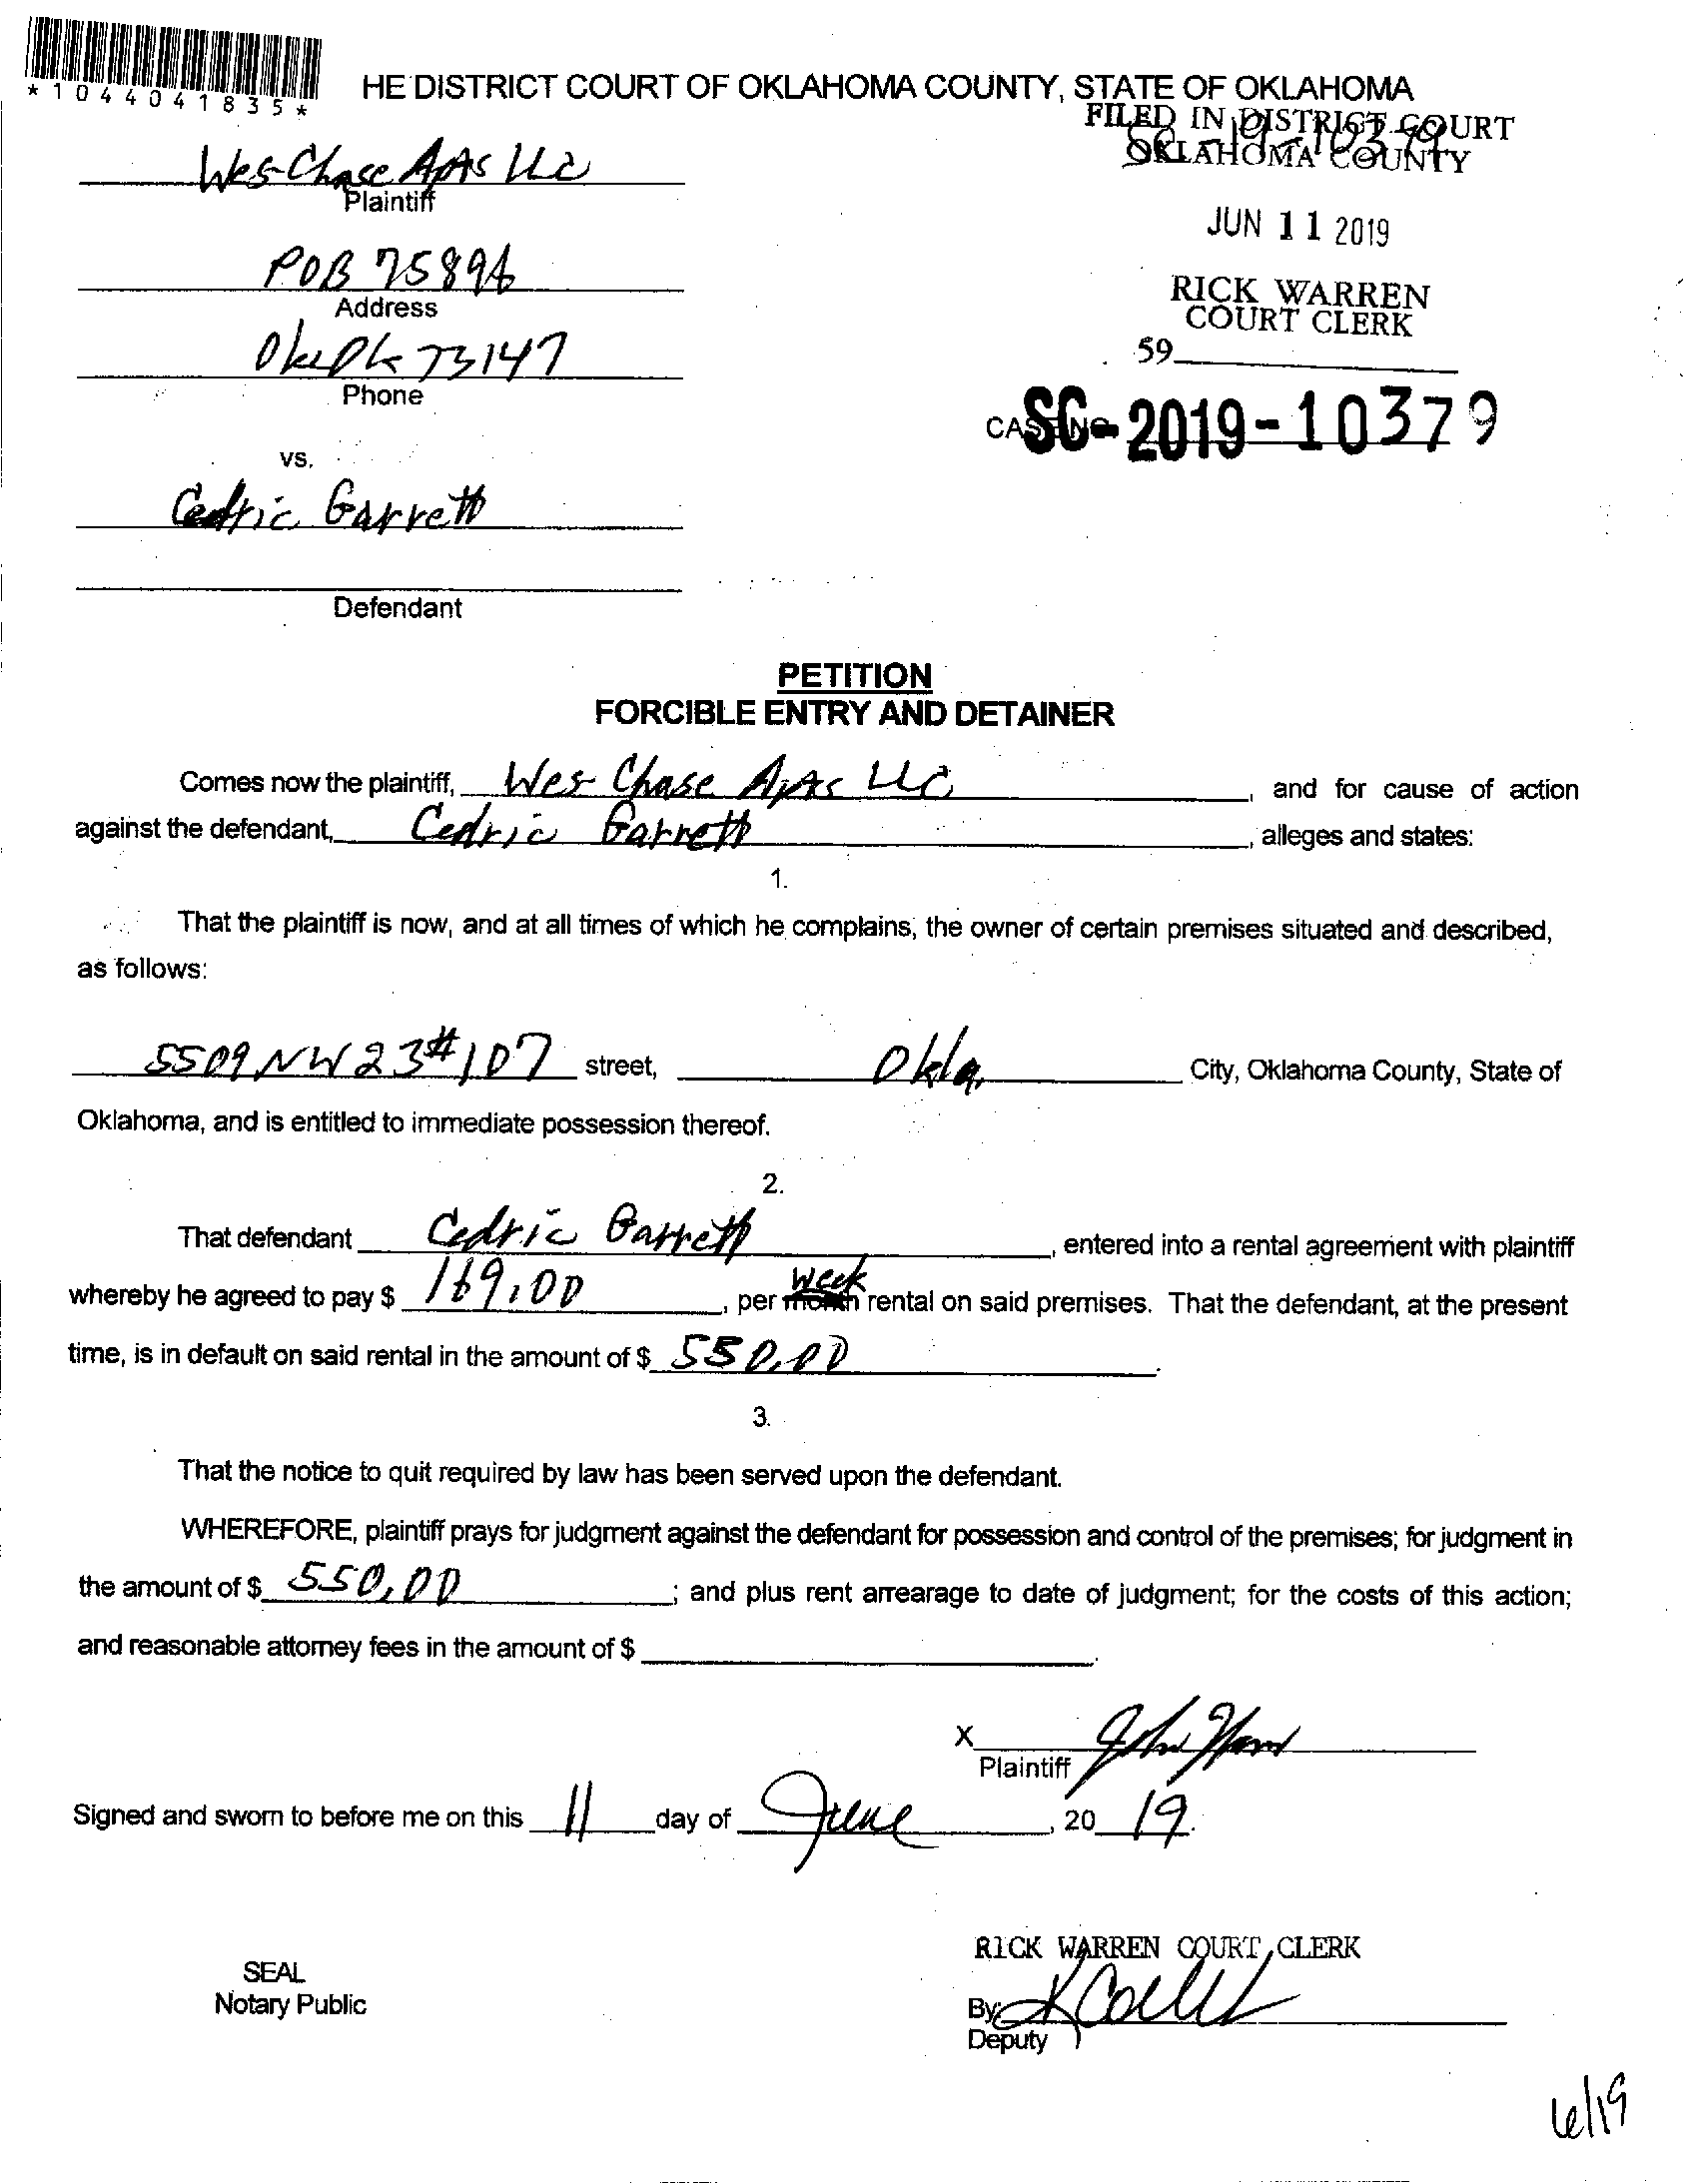 *1044041835*
HE DISTRICT COURT OF OKLAHOMA COUNTY, STATE OF OKLAHOMA
FILED IN DISTRICT COURT
OKLAHOMA COUNTY
SC-19-10379
Wes Chase Apts LLC
Plaintiff
JUN 11 2019
POB 75896
Address
RICK WARREN
COURT CLERK
73147
Phone
59
SC-2019-10379
vs.
Cedric Garrett
Defendant
PETITION
FORCIBLE ENTRY AND DETAINER
Comes now the plaintiff, Wes Chase Apts LLC, and for cause of action
against the defendant, Cedric Garrett, alleges and states:
1.
That the plaintiff is now, and at all times of which he complains, the owner of certain premises situated and described,
as follows:
5509 NW 23 #107 street, Okla. City, Oklahoma County, State of
Oklahoma, and is entitled to immediate possession thereof.
2.
That defendant Cedric Garrett, entered into a rental agreement with plaintiff
whereby he agreed to pay $ 169.00, per month week rental on said premises. That the defendant, at the present
time, is in default on said rental in the amount of $ 550.00.
3.
That the notice to quit required by law has been served upon the defendant.
WHEREFORE, plaintiff prays for judgment against the defendant for possession and control of the premises; for judgment in
the amount of $ 550.00; and plus rent arrearage to date of judgment; for the costs of this action;
and reasonable attorney fees in the amount of $.
X John
Plaintiff
Signed and sworn to before me on this 11 day of June, 20 19.
RICK WARREN COURT CLERK
SEAL
Notary Public
By:
Deputy
6/19